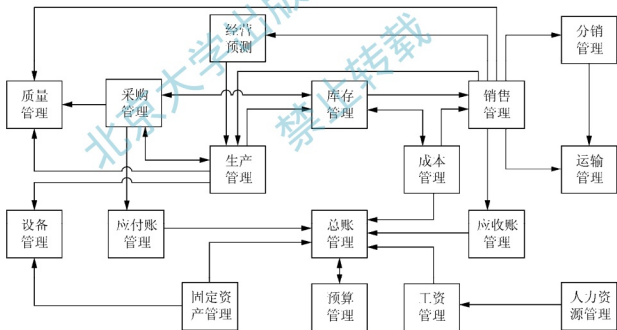 经营
预测
分销
管理
质量
管理
采购
管理
库存
管理
销售
管理
生产
管理
成本
管理
运输
管理
设备
管理
应付账
管理
总账
管理
应收账
管理
固定资
产管理
预算
管理
工资
管理
人力资
源管理
北京大学出版
禁止转载